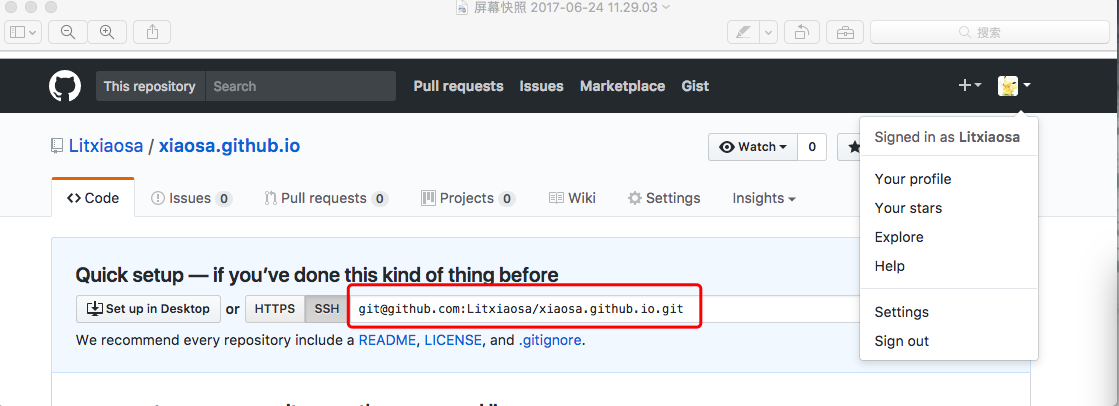 屏幕快照 2017-06-24 11.29.03
搜索
This repository Search Pull requests Issues Marketplace Gist
Litxiaosa / xiaosa.github.io
Watch 0
Signed in as Litxiaosa
Your profile
Your stars
Explore
Help
Settings
Sign out
Code Issues 0 Pull requests 0 Projects 0 Wiki Settings Insights
Quick setup — if you've done this kind of thing before
Set up in Desktop or HTTPS SSH git@github.com:Litxiaosa/xiaosa.github.io.git
We recommend every repository include a README, LICENSE, and .gitignore.